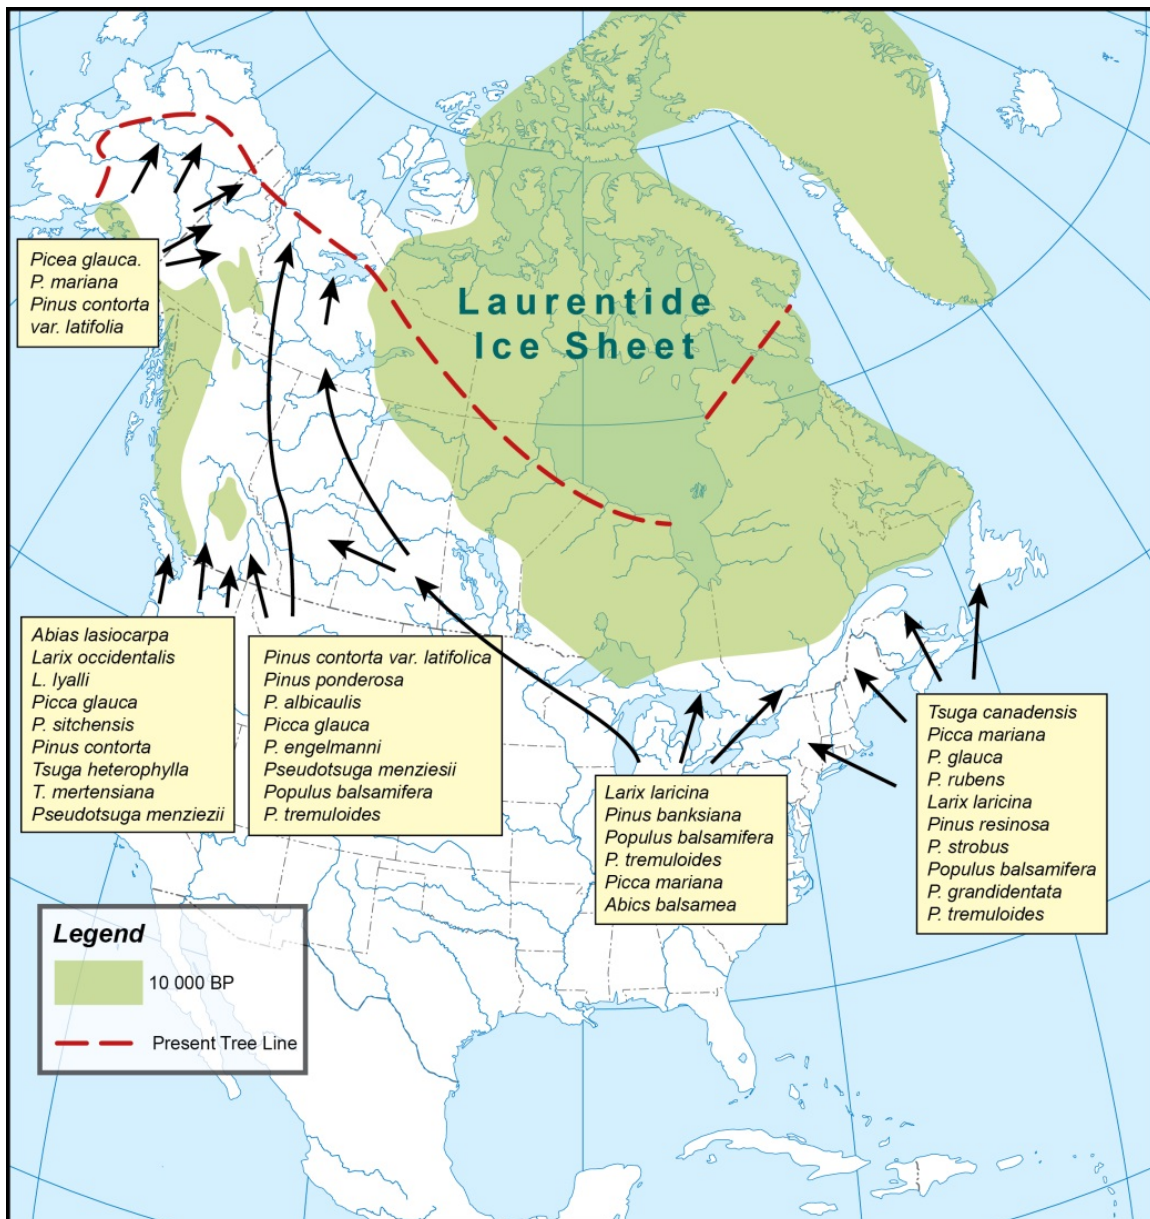 Laurentide
Ice Sheet
Picea glauca.
P. mariana
Pinus contorta
var. latifolia
Abias lasiocarpa
Larix occidentalis
L. lyalli
Picca glauca
P. sitchensis
Pinus contorta
Tsuga heterophylla
T. mertensiana
Pseudotsuga menziezii
Pinus contorta var. latifolica
Pinus ponderosa
P. albicaulis
Picca glauca
P. engelmanni
Pseudotsuga menziesii
Populus balsamifera
P. tremuloides
Larix laricina
Pinus banksiana
Populus balsamifera
P. tremuloides
Picca mariana
Abics balsamea
Tsuga canadensis
Picca mariana
P. glauca
P. rubens
Larix laricina
Pinus resinosa
P. strobus
Populus balsamifera
P. grandidentata
P. tremuloides
Legend
10 000 BP
Present Tree Line